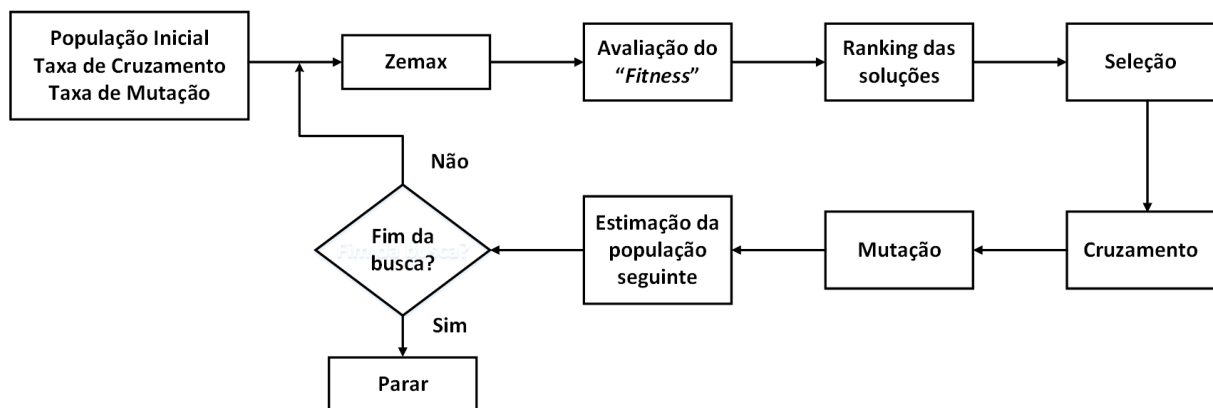 População Inicial
Taxa de Cruzamento
Taxa de Mutação
Zemax
Avaliação do
“Fitness”
Ranking das
soluções
Seleção
Cruzamento
Mutação
Estimação da
população
seguinte
Fim da
busca?
Não
Sim
Parar